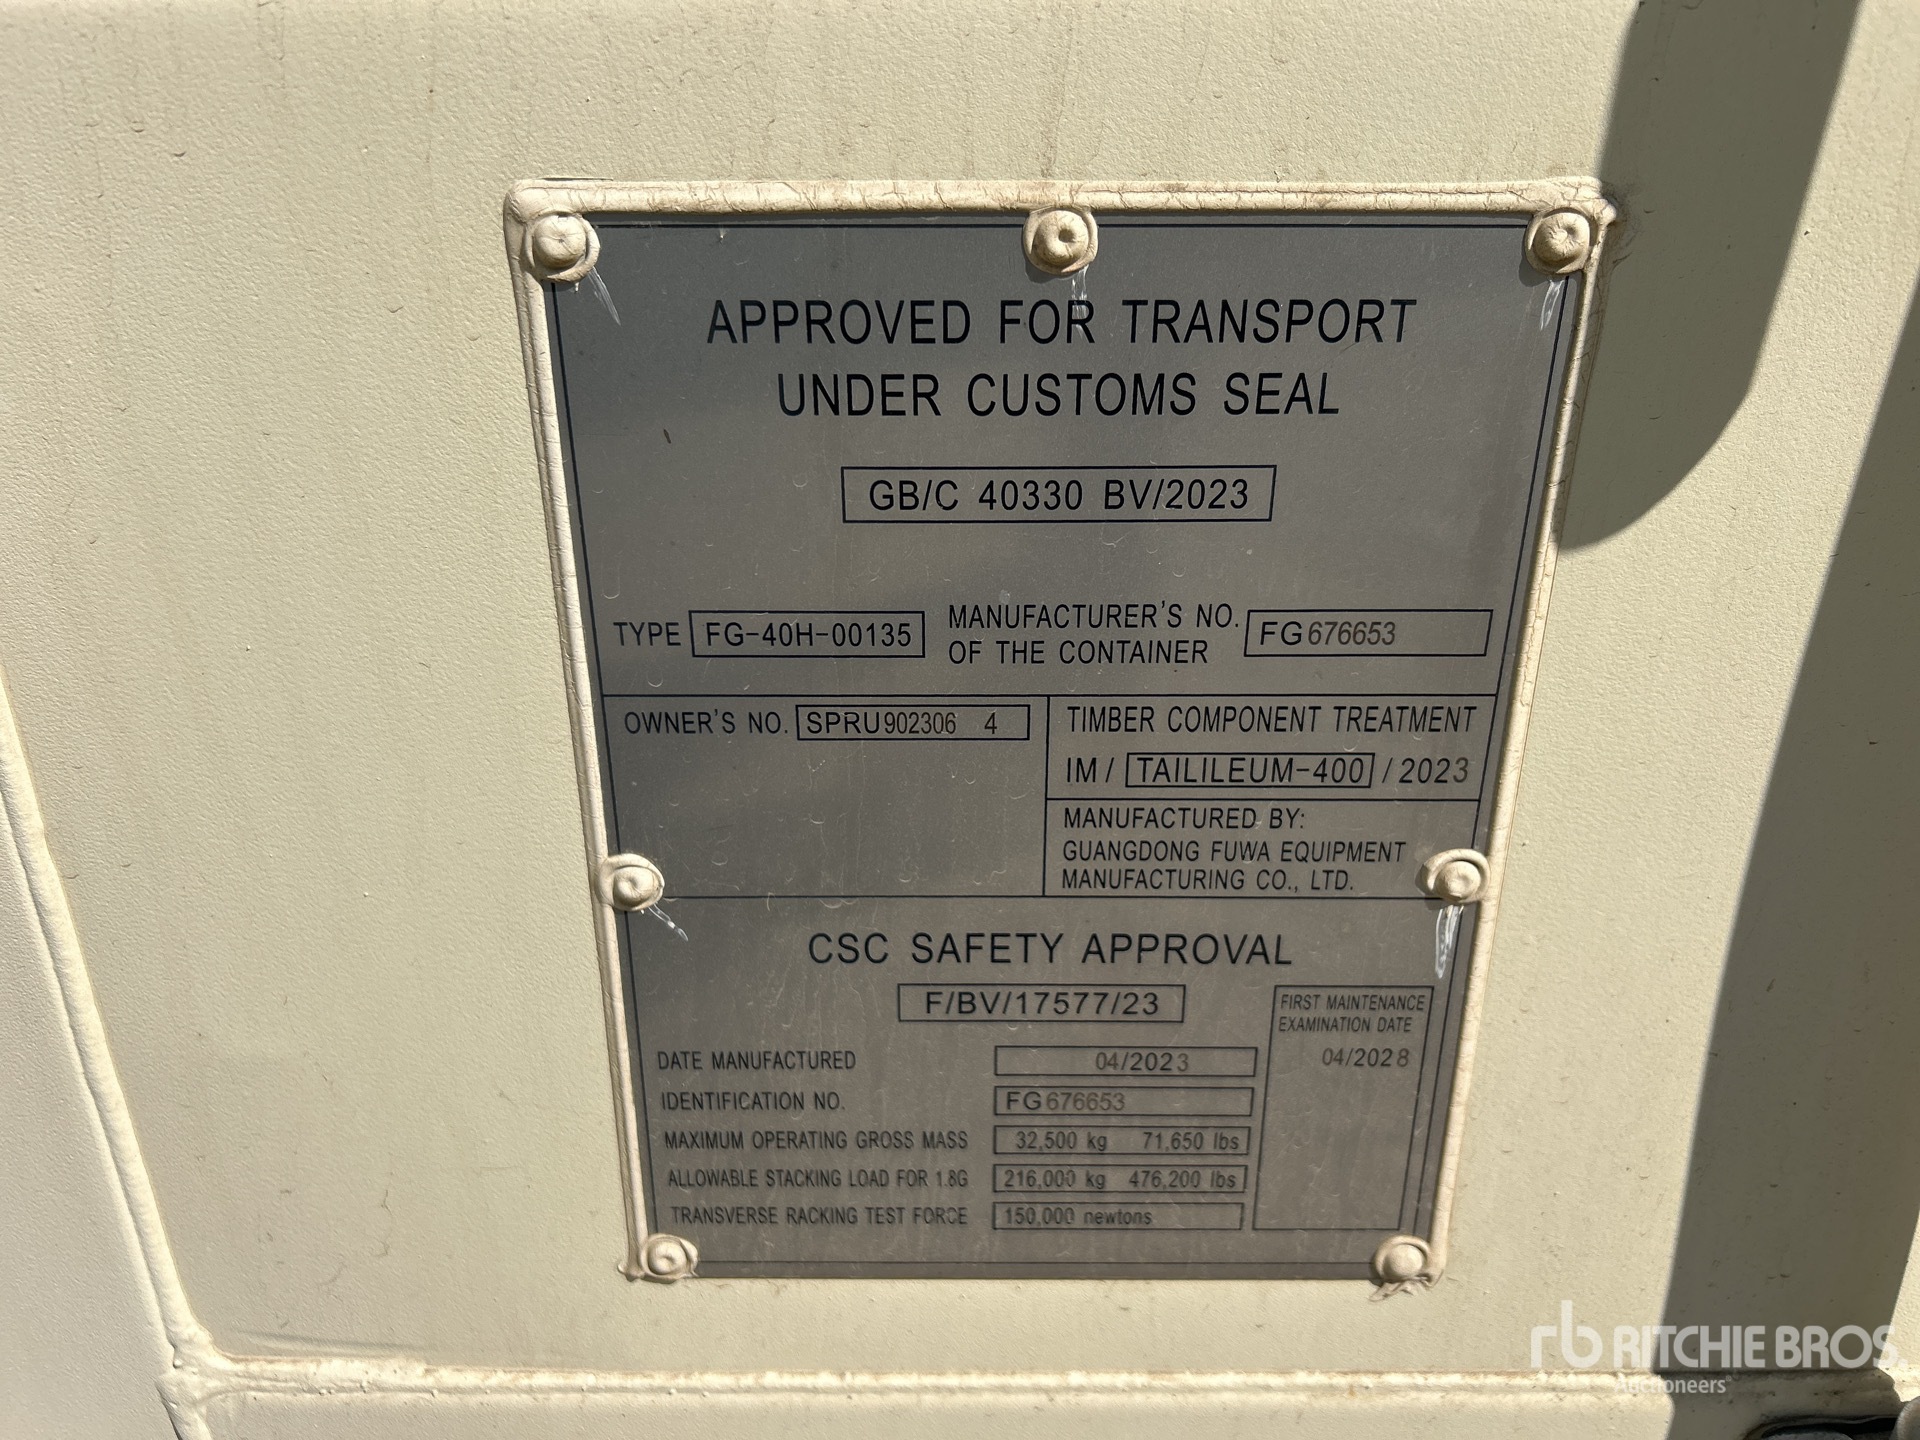 APPROVED FOR TRANSPORT
UNDER CUSTOMS SEAL
GB/C 40330 BV/2023
TYPE FG-40H-00135
MANUFACTURER'S NO.
OF THE CONTAINER
FG676653
OWNER'S NO. SPRU902306 4
TIMBER COMPONENT TREATMENT
IM / TAILILEUM-400 / 2023
MANUFACTURED BY:
GUANGDONG FUWA EQUIPMENT
MANUFACTURING CO., LTD.
CSC SAFETY APPROVAL
F/BV/17577/23
DATE MANUFACTURED 04/2023
IDENTIFICATION NO. FG676653
MAXIMUM OPERATING GROSS MASS 32,500 kg 71,650 lbs
ALLOWABLE STACKING LOAD FOR 1.8G 216,000 kg 476,200 lbs
TRANSVERSE RACKING TEST FORCE 150,000 newtons
FIRST MAINTENANCE
EXAMINATION DATE
04/2028
rb RITCHIE BROS.
Auctioneers